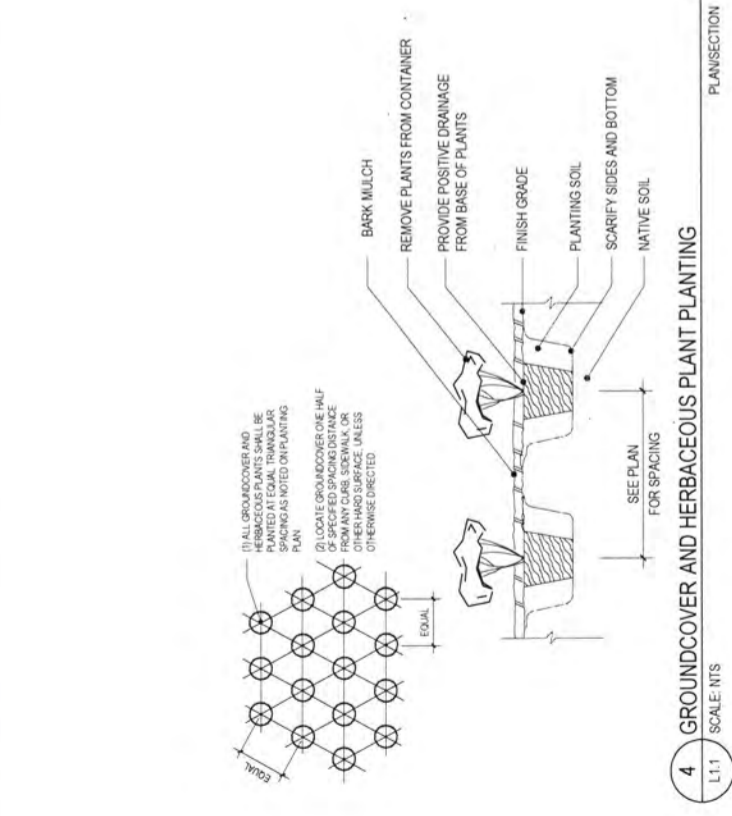 (1) ALL GROUNDCOVER AND
HERBACEOUS PLANTS SHALL BE
PLANTED AT EQUAL TRIANGULAR
SPACING AS NOTED ON PLANTING
PLAN
(2) LOCATE GROUNDCOVER ONE HALF
OF SPECIFIED SPACING DISTANCE
FROM ANY CURB, SIDEWALK, OR
OTHER HARD SURFACE, UNLESS
OTHERWISE DIRECTED.
EQUAL
EQUAL
BARK MULCH
REMOVE PLANTS FROM CONTAINER
PROVIDE POSITIVE DRAINAGE
FROM BASE OF PLANTS
FINISH GRADE
PLANTING SOIL
SCARIFY SIDES AND BOTTOM
NATIVE SOIL
SEE PLAN
FOR SPACING
4
L1.1
GROUNDCOVER AND HERBACEOUS PLANT PLANTING
SCALE: NTS
PLAN/SECTION